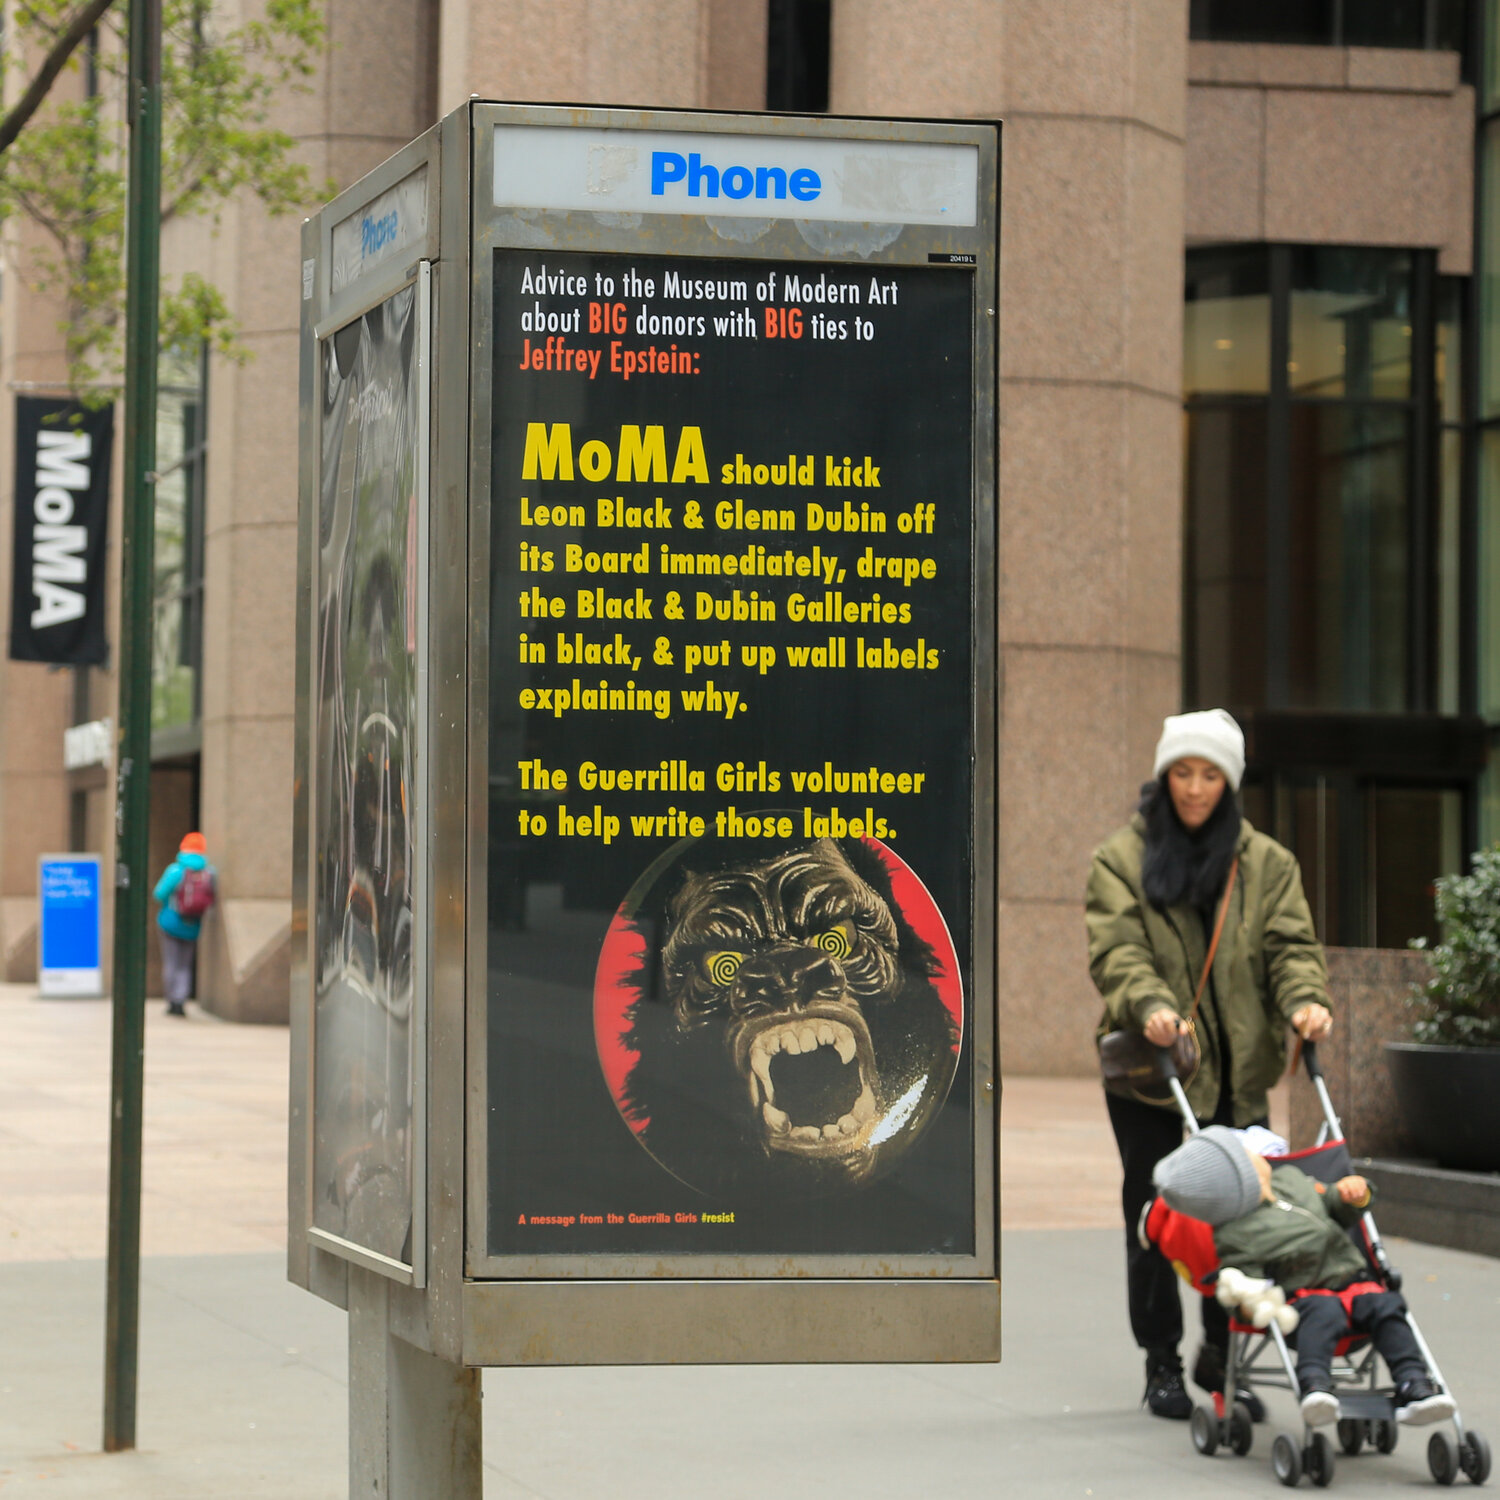 Phone
Phone
20419 L
Advice to the Museum of Modern Art
about BIG donors with BIG ties to
Jeffrey Epstein:
MoMA should kick
Leon Black & Glenn Dubin off
its Board immediately, drape
the Black & Dubin Galleries
in black, & put up wall labels
explaining why.
The Guerrilla Girls volunteer
to help write those labels.
A message from the Guerrilla Girls #resist
MoMA